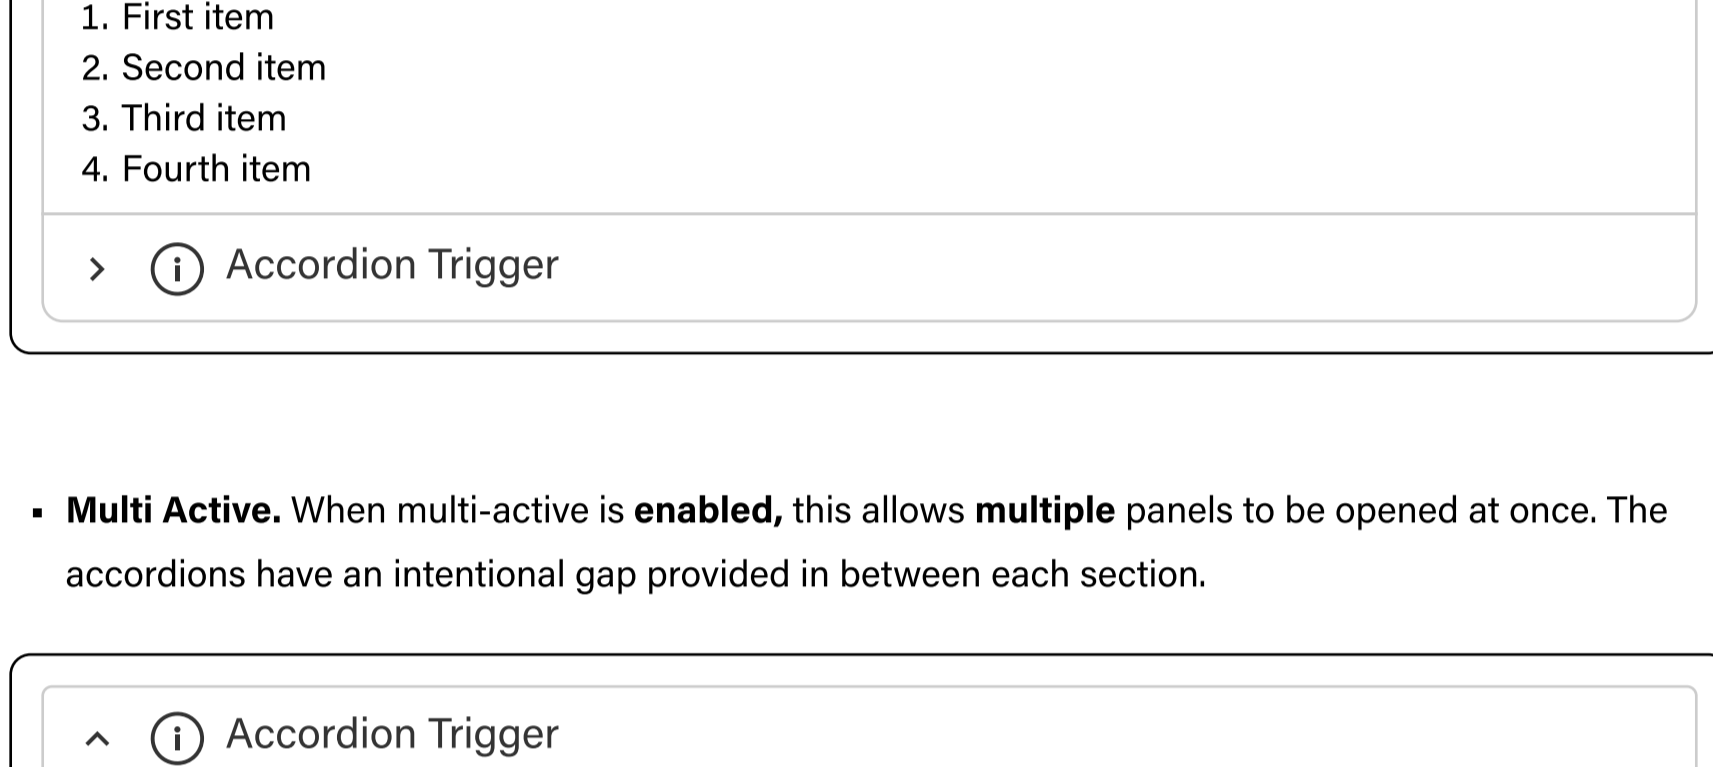 1. First item
2. Second item
3. Third item
4. Fourth item
Accordion Trigger
▪ Multi Active. When multi-active is enabled, this allows multiple panels to be opened at once. The
accordions have an intentional gap provided in between each section.
Accordion Trigger